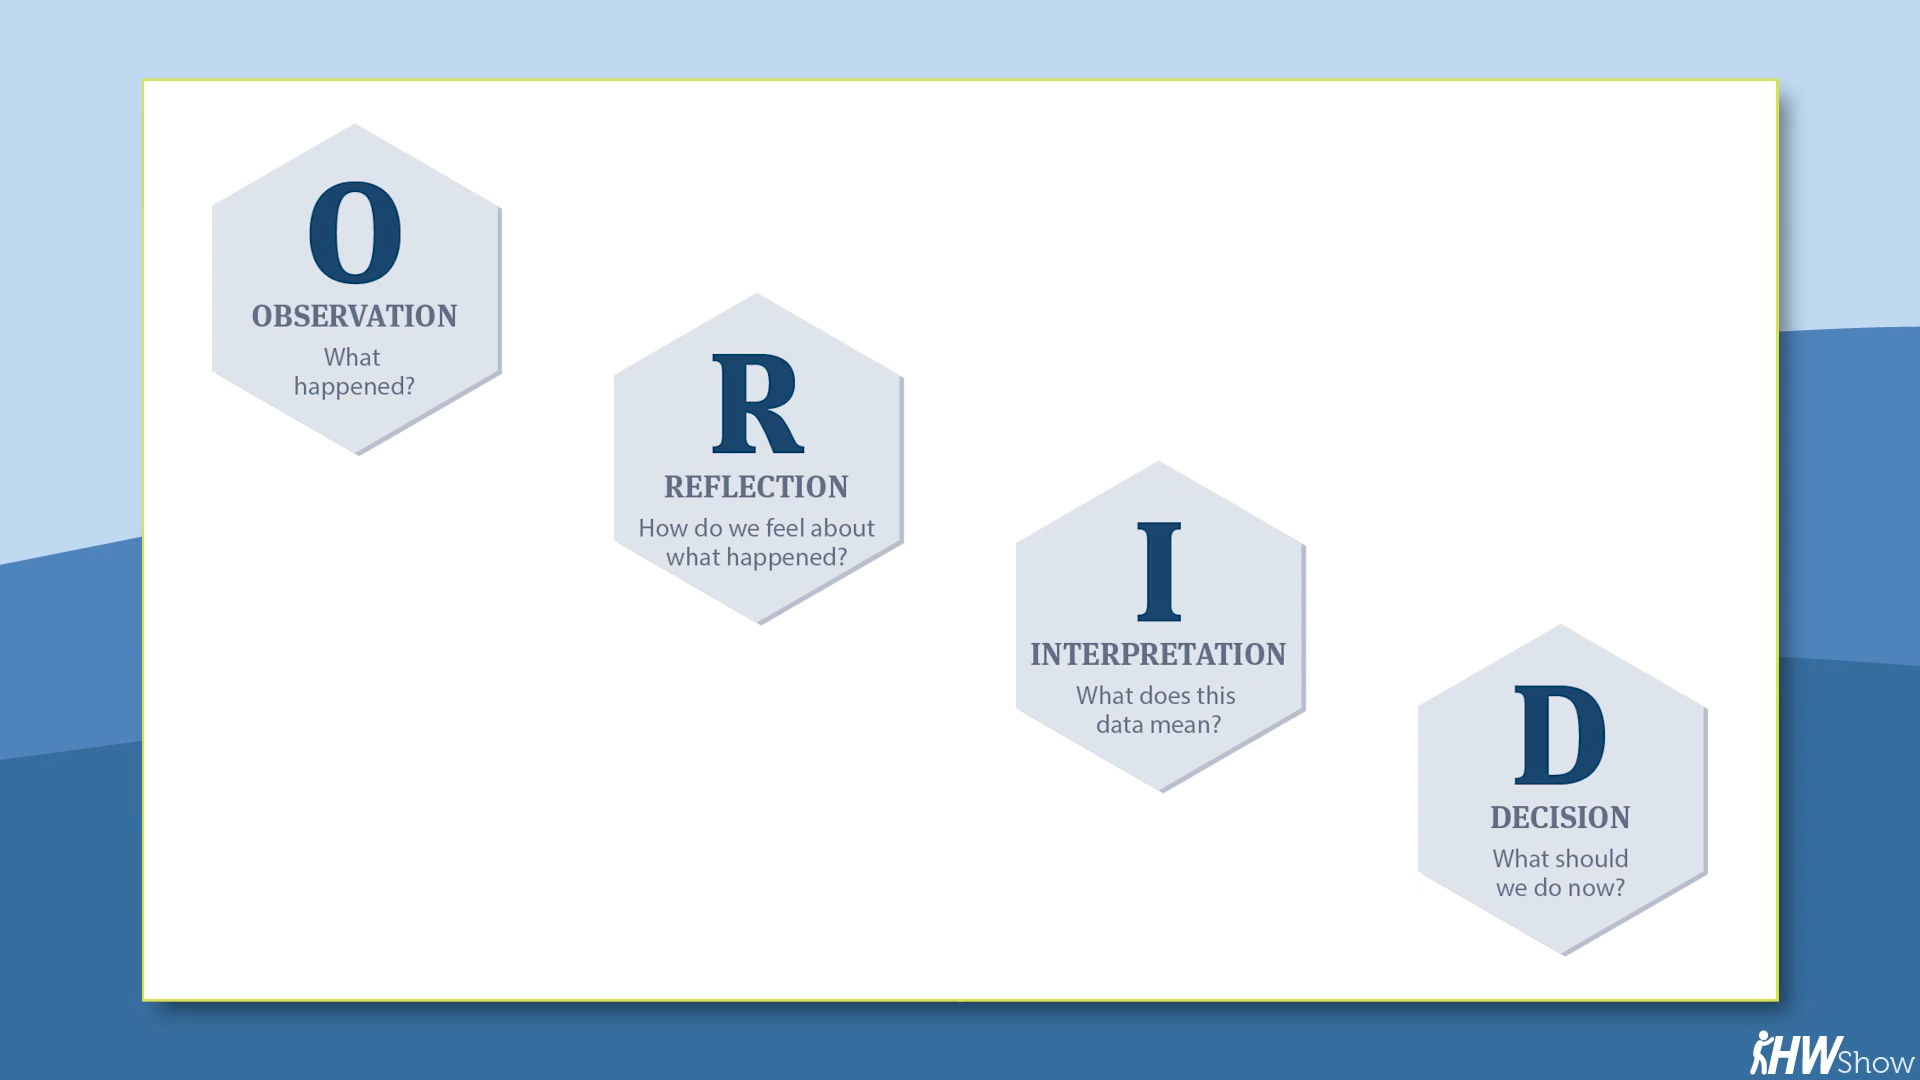 O
OBSERVATION
What
happened?
R
REFLECTION
How do we feel about
what happened?
I
INTERPRETATION
What does this
data mean?
D
DECISION
What should
we do now?
HWShow